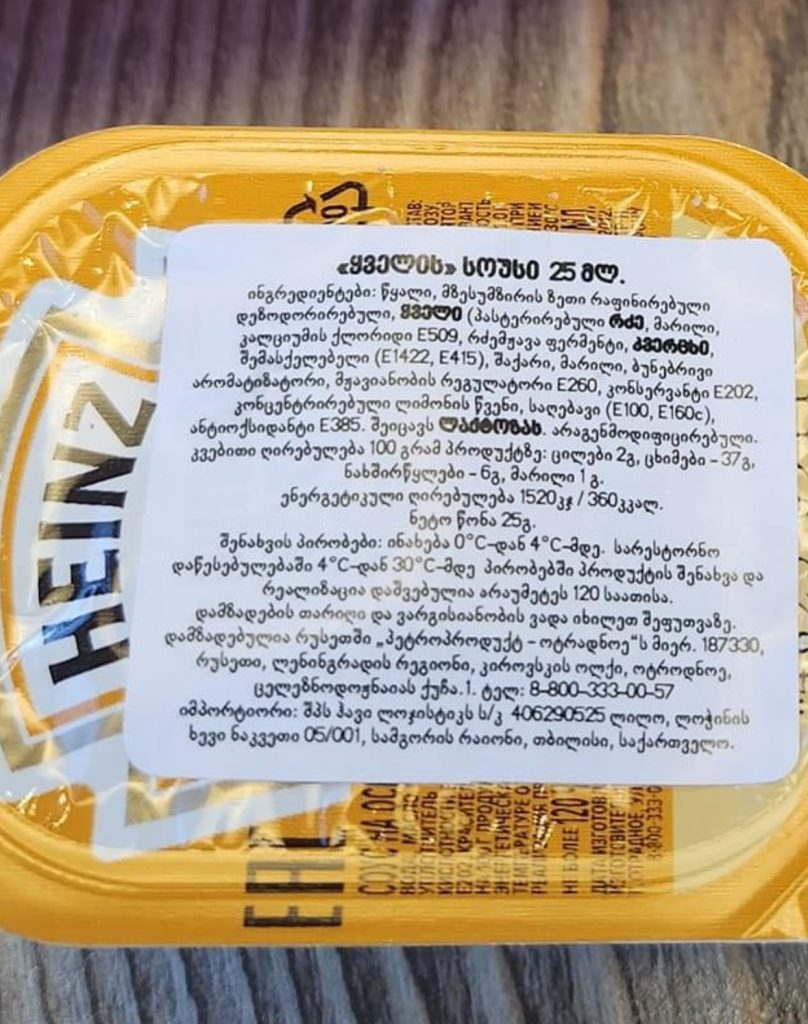 HEINZ
«ყველის» სოუსი 25 მლ.
ინგრედიენტები: წყალი, მზესუმზირის ზეთი რაფინირებული
დეზოდორირებული, ყველი (პასტერირებული რძე, მარილი,
კალციუმის ქლორიდი E509, რძემჟავა ფერმენტი, კვერცხი,
შემასქელებელი (E1422, E415), შაქარი, მარილი, ბუნებრივი
არომატიზატორი, მჟავიანობის რეგულატორი E260, კონსერვანტი E202,
კონცენტრირებული ლიმონის წვენი, საღებავი (E100, E160c),
ანტიოქსიდანტი E385. შეიცავს ლაქტოზას. არაგენმოდიფიცირებული.
კვებითი ღირებულება 100 გრამ პროდუქტზე: ცილები 2გ, ცხიმები – 37გ,
ნახშირწყლები – 6გ, მარილი 1 გ.
ენერგეტიკული ღირებულება 1520კჯ / 360კკალ.
ნეტო წონა 25გ.
შენახვის პირობები: ინახება 0°C–დან 4°C–მდე. სარესტორნო
დაწესებულებაში 4°C–დან 30°C–მდე პირობებში პროდუქტის შენახვა და
რეალიზაცია დაშვებულია არაუმეტეს 120 საათისა.
დამზადების თარიღი და ვარგისიანობის ვადა იხილეთ შეფუთვაზე.
დამზადებულია რუსეთში „პეტროპროდუქტ – ოტრადნოე“ს მიერ. 187330,
რუსეთი, ლენინგრადის რეგიონი, კიროვსკის ოლქი, ოტროდნოე,
ცელეზნოდოჟნაიას ქუჩა.1. ტელ: 8–800–333–00–57
იმპორტიორი: შპს ჰავი ლოჯისტიკს ს/კ 406290525 ლილო, ლოჭინის
ხევი ნაკვეთი 05/001, სამგორის რაიონი, თბილისი, საქართველო.
EAC